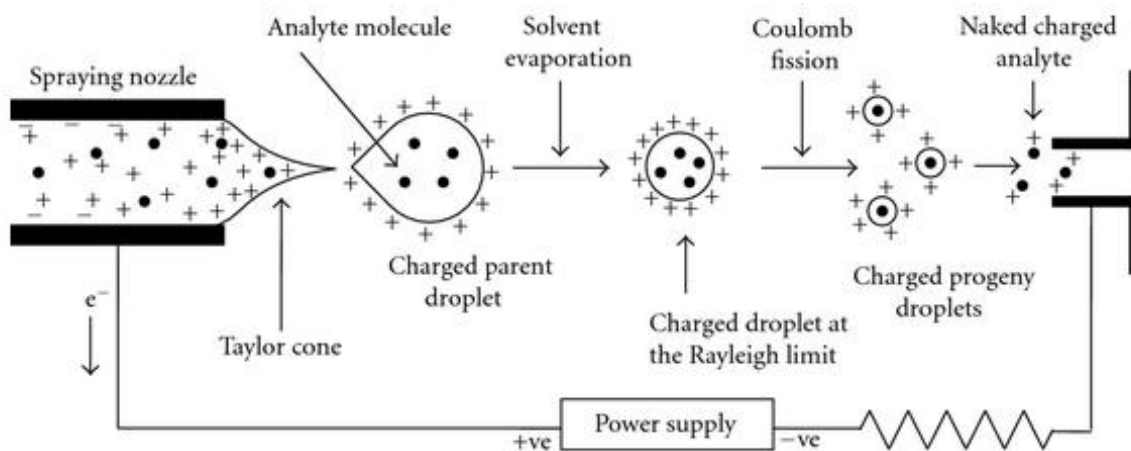 Analyte molecule
Solvent
evaporation
Coulomb
fission
Naked charged
analyte
Spraying nozzle
Charged parent
droplet
Charged progeny
droplets
e⁻
Taylor cone
Charged droplet at
the Rayleigh limit
+ve
Power supply
−ve